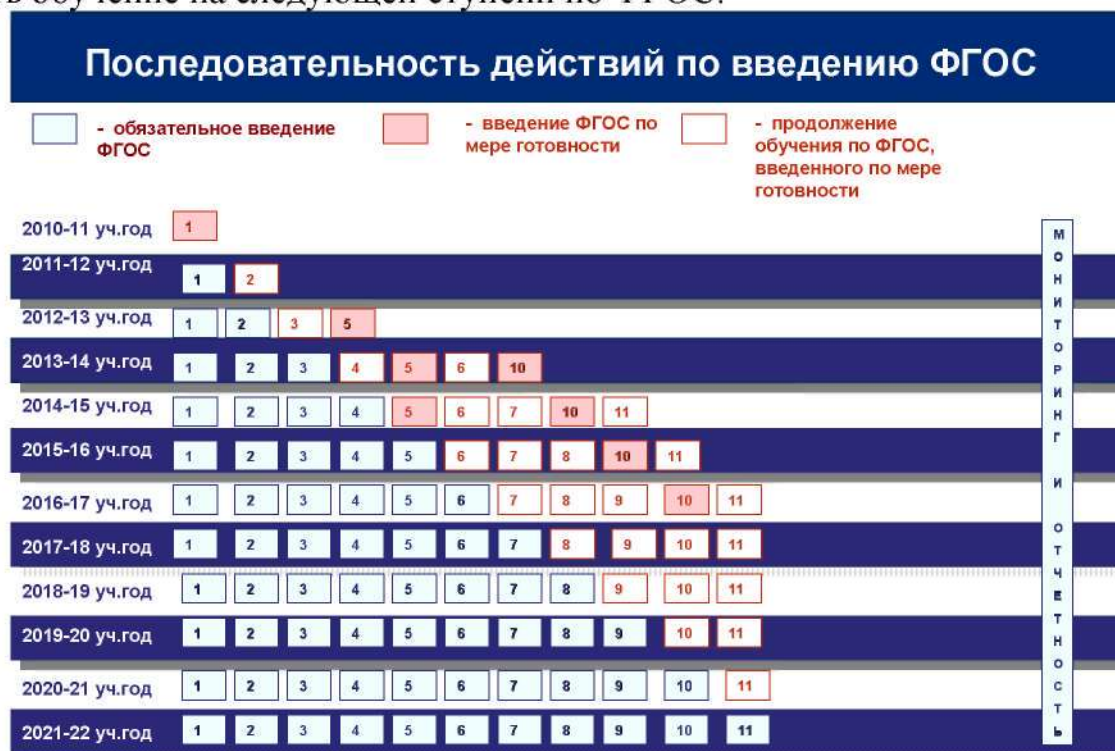 обучение на следующей ступени по ФГОС.
Последовательность действий по введению ФГОС
- обязательное введение
ФГОС
- введение ФГОС по
мере готовности
- продолжение
обучения по ФГОС,
введенного по мере
готовности
2010-11 уч.год 1
2011-12 уч.год 1 2
2012-13 уч.год 1 2 3 5
2013-14 уч.год 1 2 3 4 5 6 10
2014-15 уч.год 1 2 3 4 5 6 7 10 11
2015-16 уч.год 1 2 3 4 5 6 7 8 10 11
2016-17 уч.год 1 2 3 4 5 6 7 8 9 10 11
2017-18 уч.год 1 2 3 4 5 6 7 8 9 10 11
2018-19 уч.год 1 2 3 4 5 6 7 8 9 10 11
2019-20 уч.год 1 2 3 4 5 6 7 8 9 10 11
2020-21 уч.год 1 2 3 4 5 6 7 8 9 10 11
2021-22 уч.год 1 2 3 4 5 6 7 8 9 10 11
МОНИТОРИНГ И ОТЧЕТНОСТЬ